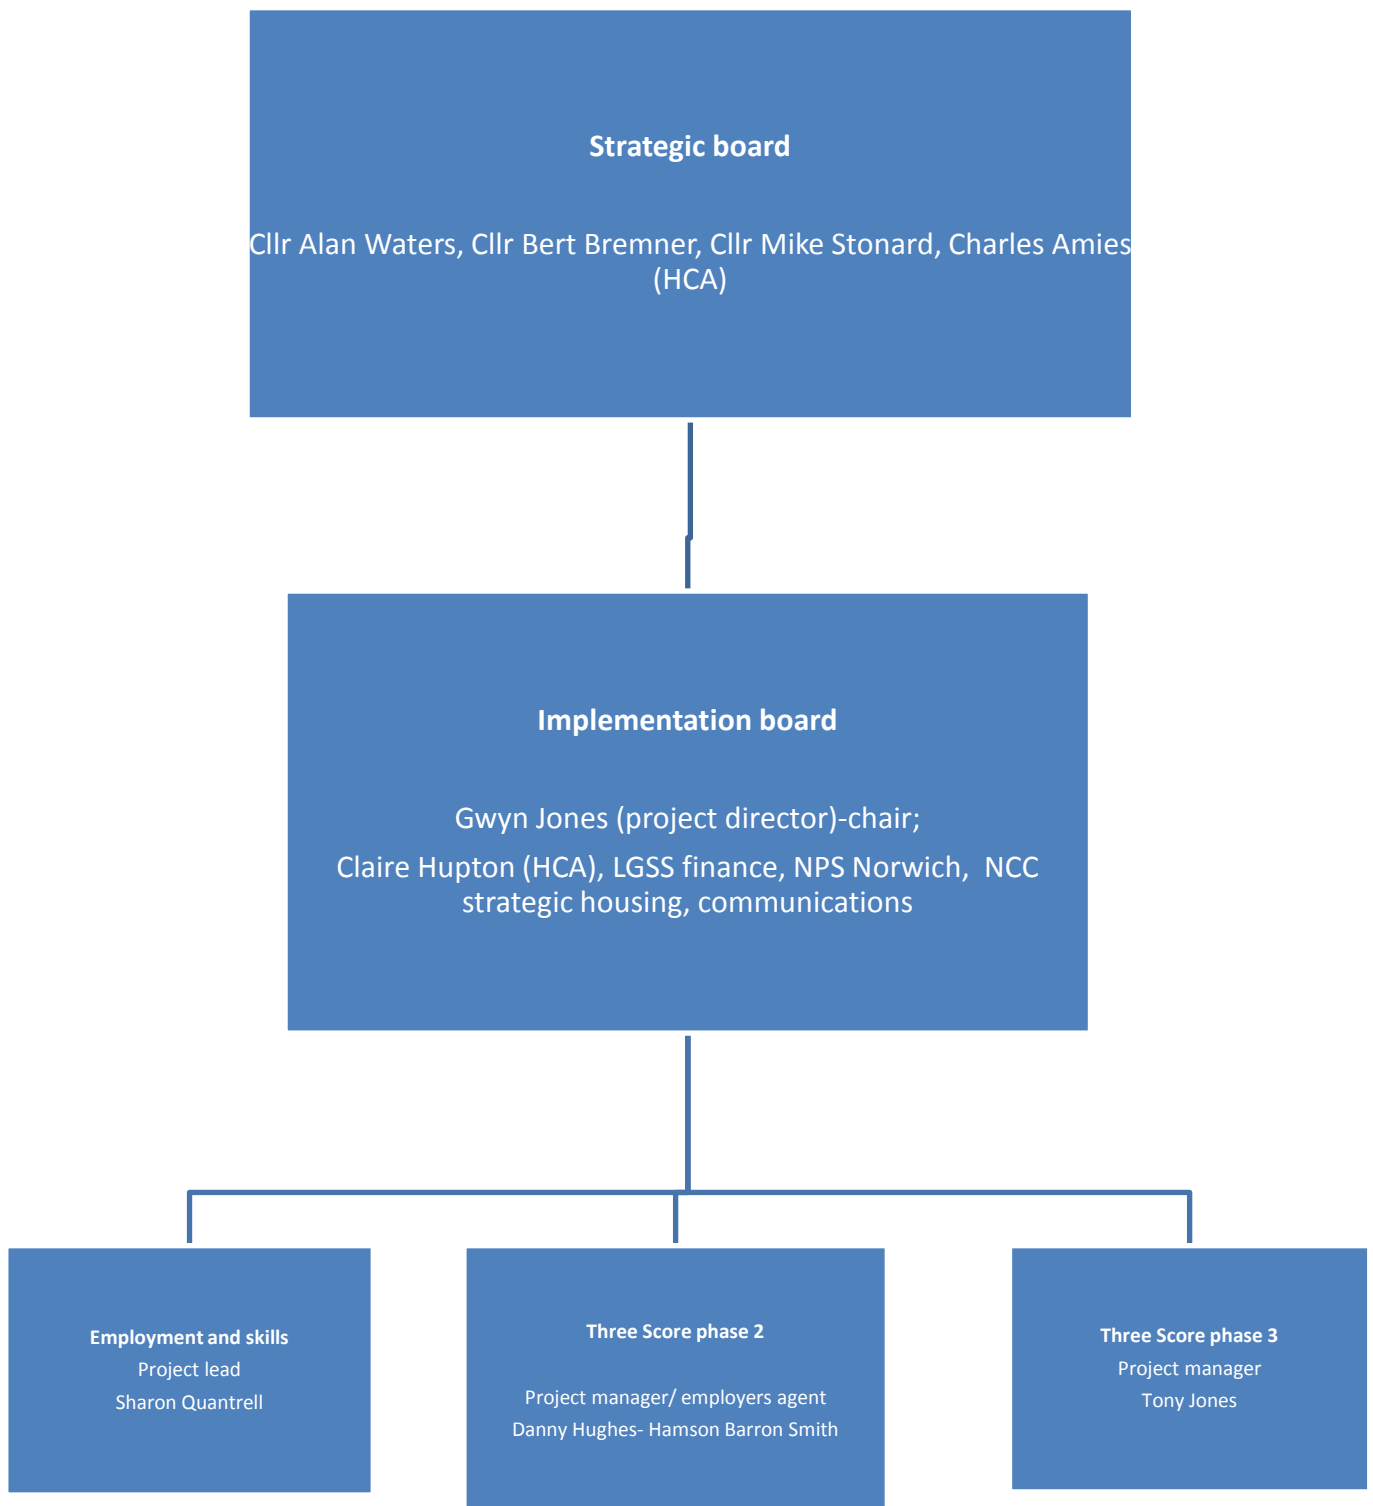 Strategic board
Cllr Alan Waters, Cllr Bert Bremner, Cllr Mike Stonard, Charles Amies
(HCA)
Implementation board
Gwyn Jones (project director)-chair;
Claire Hupton (HCA), LGSS finance, NPS Norwich, NCC
strategic housing, communications
Employment and skills
Project lead
Sharon Quantrell
Three Score phase 2
Project manager/ employers agent
Danny Hughes- Hamson Barron Smith
Three Score phase 3
Project manager
Tony Jones